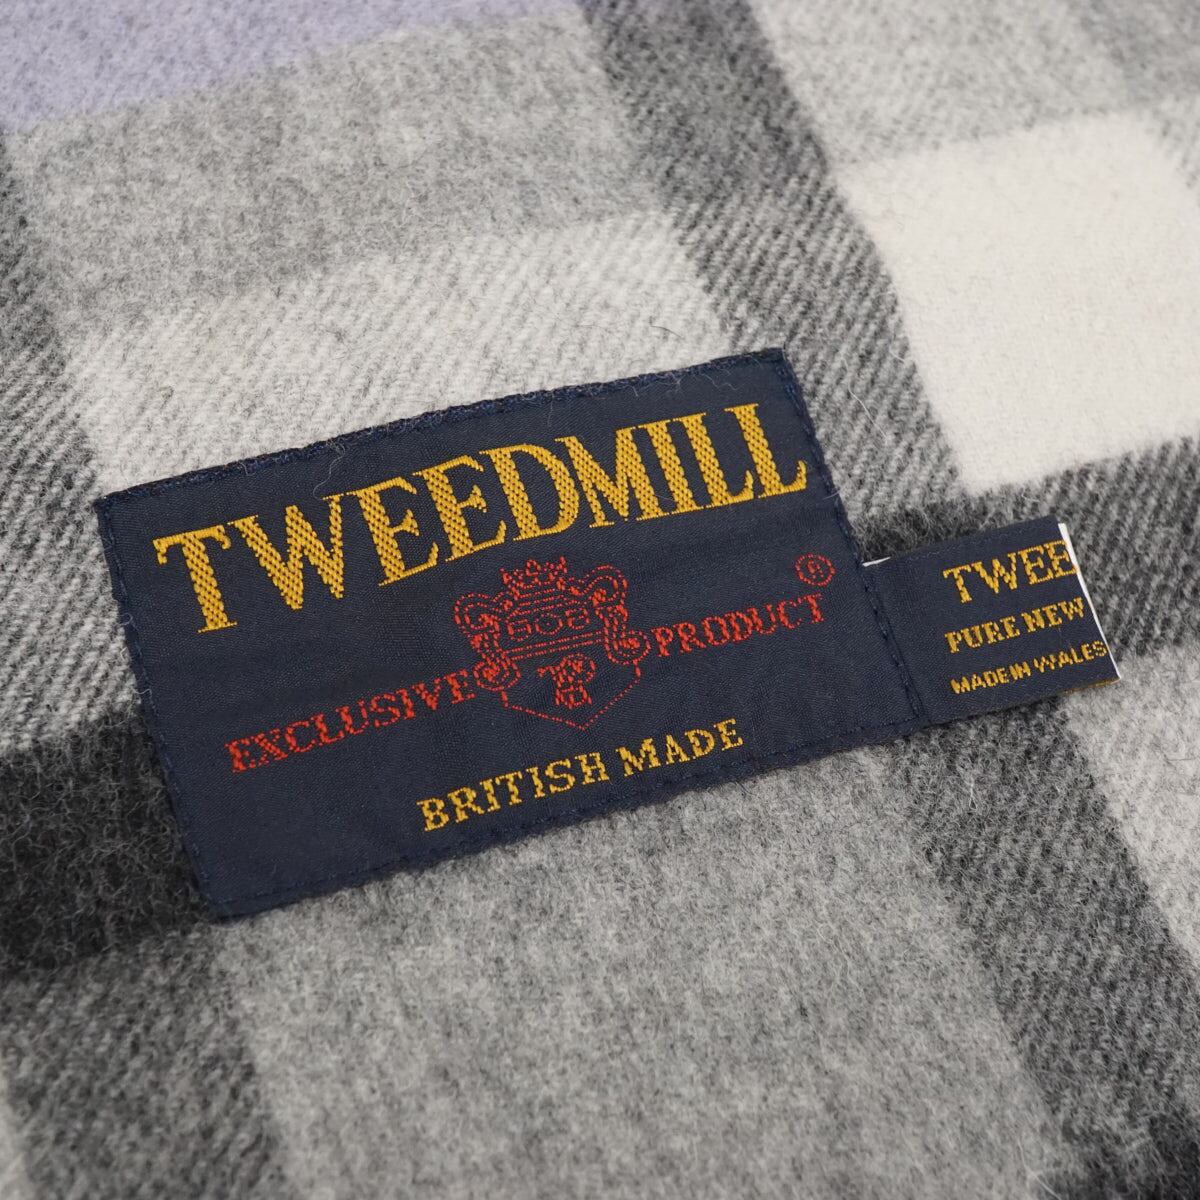 TWEEDMILL
EXCLUSIVE PRODUCT ®
BRITISH MADE
TWEE
PURE NEW
MADE IN WALES